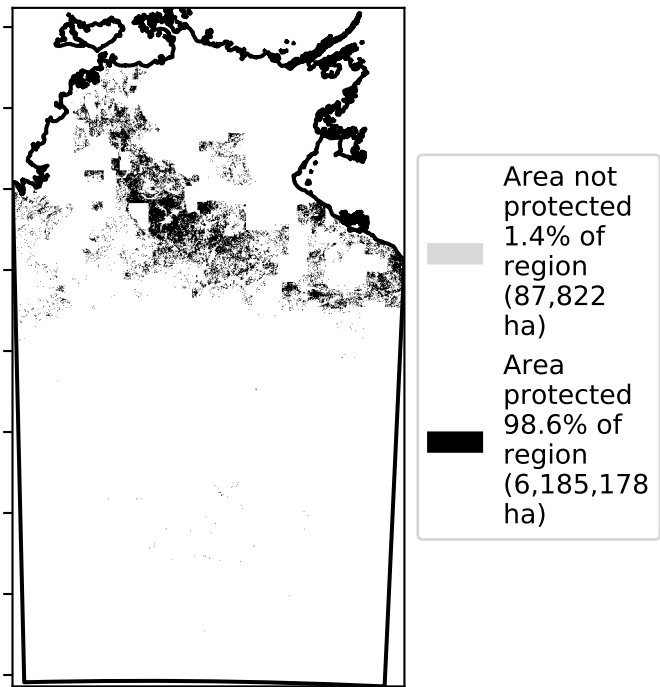 Area not
protected
1.4% of
region
(87,822
ha)
Area
protected
98.6% of
region
(6,185,178
ha)